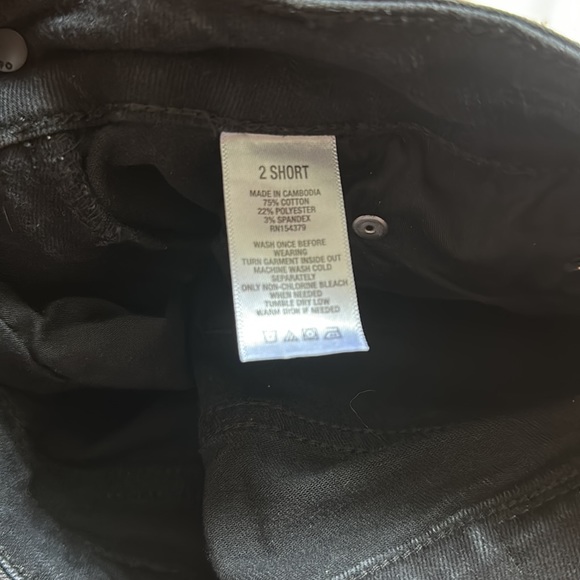 2 SHORT
MADE IN CAMBODIA
75% COTTON
22% POLYESTER
3% SPANDEX
RN154379
WASH ONCE BEFORE
WEARING
TURN GARMENT INSIDE OUT
MACHINE WASH COLD
SEPARATELY
ONLY NON-CHLORINE BLEACH
WHEN NEEDED
TUMBLE DRY LOW
WARM IRON IF NEEDED